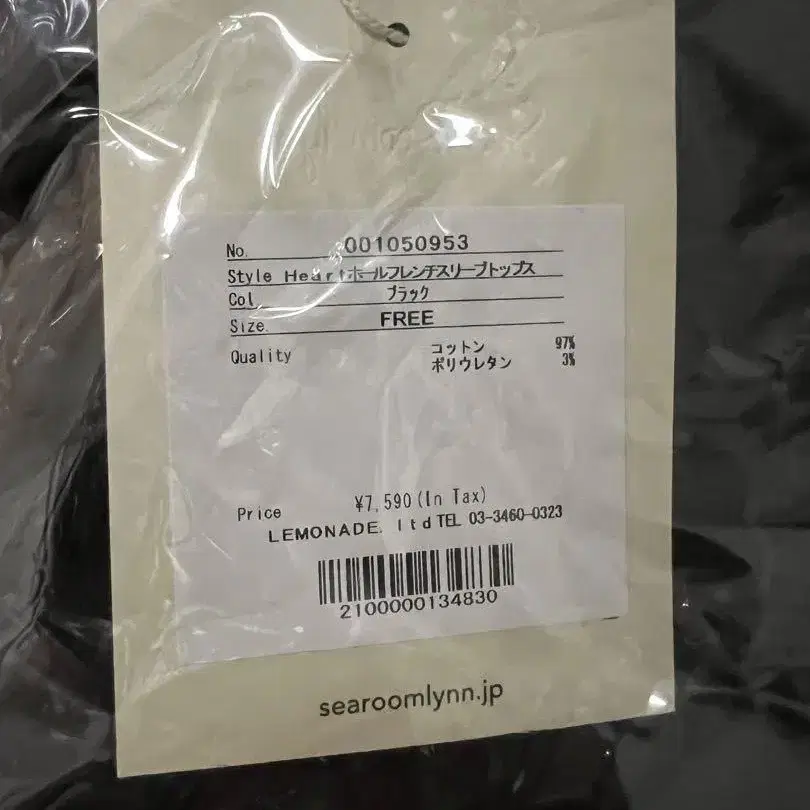 No. 001050953
Style Heartホールフレンチスリーブトップス
Col ブラック
Size. FREE
Quality コットン 97%
ポリウレタン 3%
Price ¥7,590(In Tax)
LEMONADE. ltd TEL 03-3460-0323
2100000134830
searoomlynn.jp